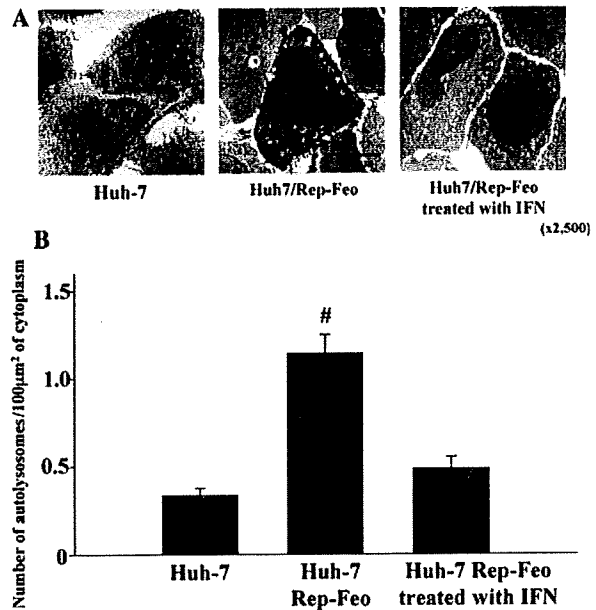 A
Huh-7
Huh7/Rep-Feo
Huh7/Rep-Feo
treated with IFN
(x2,500)
B
Number of autolysosomes/100µm² of cytoplasm
1.5
1.0
0.5
0
#
Huh-7
Huh-7
Rep-Feo
Huh-7 Rep-Feo
treated with IFN